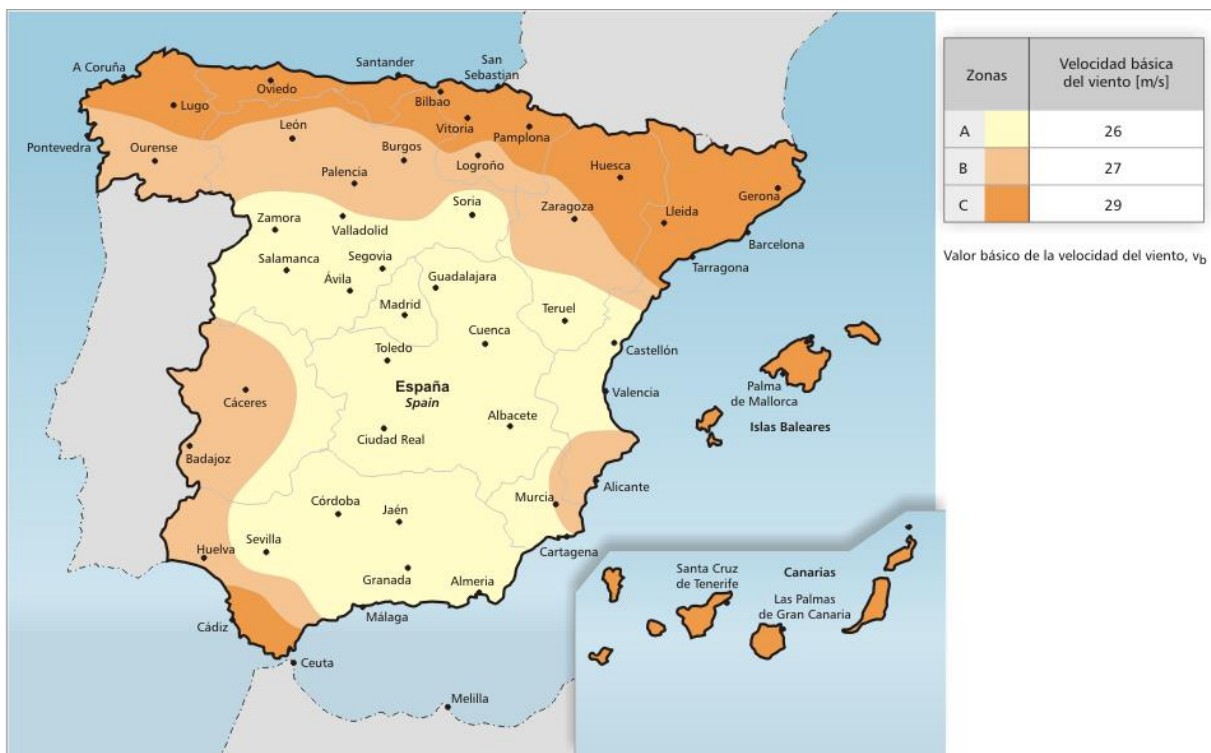 A Coruña
Santander
San
Sebastian
Oviedo
Bilbao
Lugo
Vitoria
León
Pamplona
Pontevedra
Ourense
Burgos
Logroño
Huesca
Palencia
Gerona
Soria
Zaragoza
Lleida
Zamora
Valladolid
Barcelona
Salamanca
Segovia
Tarragona
Ávila
Guadalajara
Madrid
Teruel
Cuenca
Toledo
Castellón
España
Spain
Valencia
Palma
de Mallorca
Cáceres
Albacete
Islas Baleares
Ciudad Real
Badajoz
Alicante
Murcia
Córdoba
Jaén
Sevilla
Huelva
Cartagena
Granada
Almeria
Málaga
Cádiz
Ceuta
Melilla
Santa Cruz
de Tenerife
Canarias
Las Palmas
de Gran Canaria
Zonas
Velocidad básica
del viento [m/s]
A 26
B 27
C 29
Valor básico de la velocidad del viento, vb